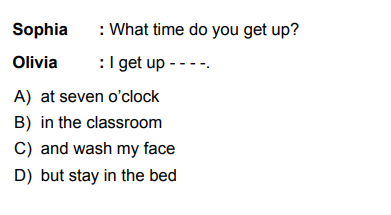 Sophia : What time do you get up?
Olivia : I get up - - - -.
A) at seven o’clock
B) in the classroom
C) and wash my face
D) but stay in the bed